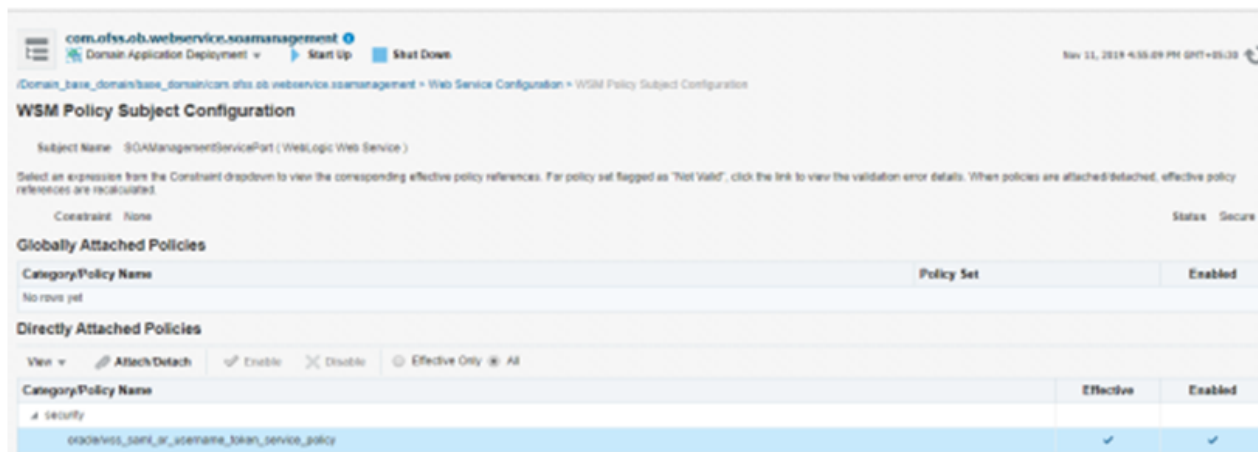 com.ofss.ob.webservice.soamanagement
Domain Application Deployment Start Up Shut Down
Nov 11, 2019 4:55:09 PM GMT+05:30
/Domain_base_domain/base_domain/com.ofss.ob.webservice.soamanagement > Web Service Configuration > WSM Policy Subject Configuration
WSM Policy Subject Configuration
Subject Name SOAManagementServicePort ( WebLogic Web Service )
Select an expression from the Constraint dropdown to view the corresponding effective policy references. For policy set flagged as "Not Valid", click the link to view the validation error details. When policies are attached/detached, effective policy
references are recalculated.
Constraint None Status Secure
Globally Attached Policies
Category/Policy Name Policy Set Enabled
No rows yet
Directly Attached Policies
View Attach/Detach Enable Disable Effective Only All
Category/Policy Name Effective Enabled
security
oracle/wss_saml_or_username_token_service_policy